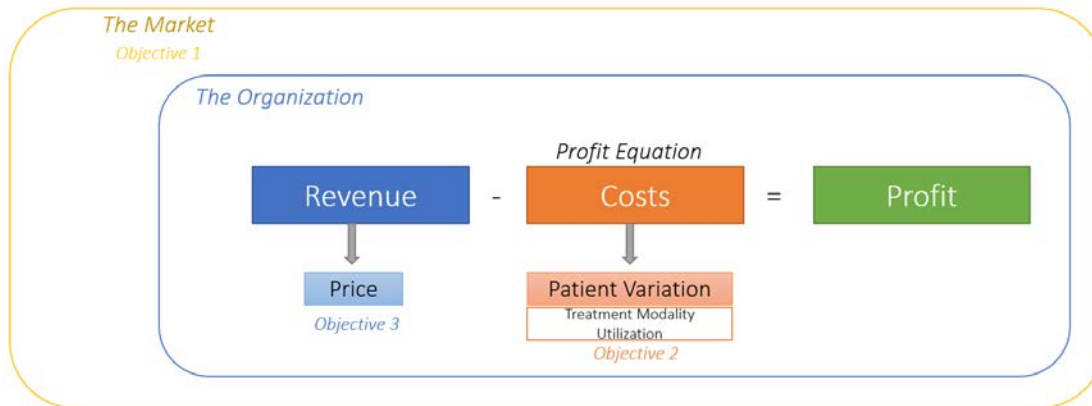 The Market
Objective 1
The Organization
Profit Equation
Revenue - Costs = Profit
Price
Patient Variation
Treatment Modality
Utilization
Objective 3
Objective 2